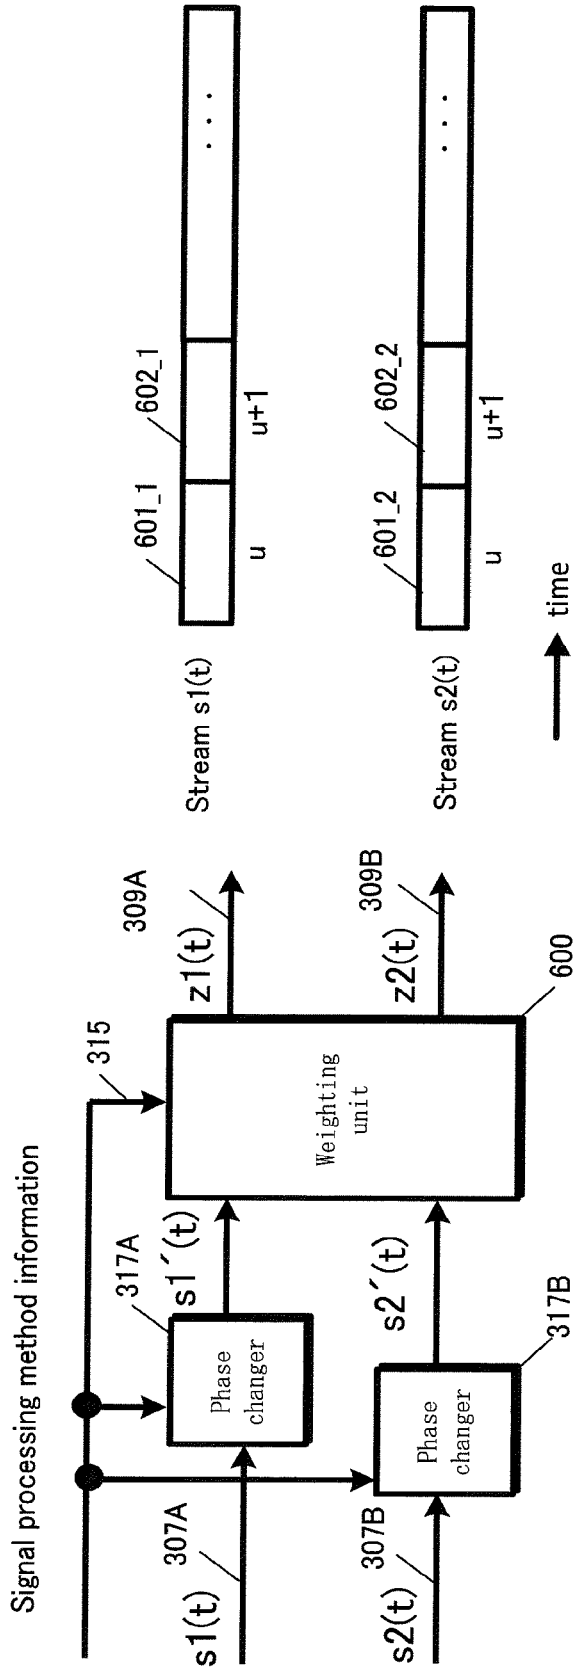 Signal processing method information
315
s1(t)
307A
Phase
changer
317A
s1´(t)
s2(t)
307B
Phase
changer
317B
s2´(t)
Weighting
unit
600
z1(t)
309A
z2(t)
309B
Stream s1(t)
601_1
602_1
. . .
u
u+1
Stream s2(t)
601_2
602_2
. . .
u
u+1
time